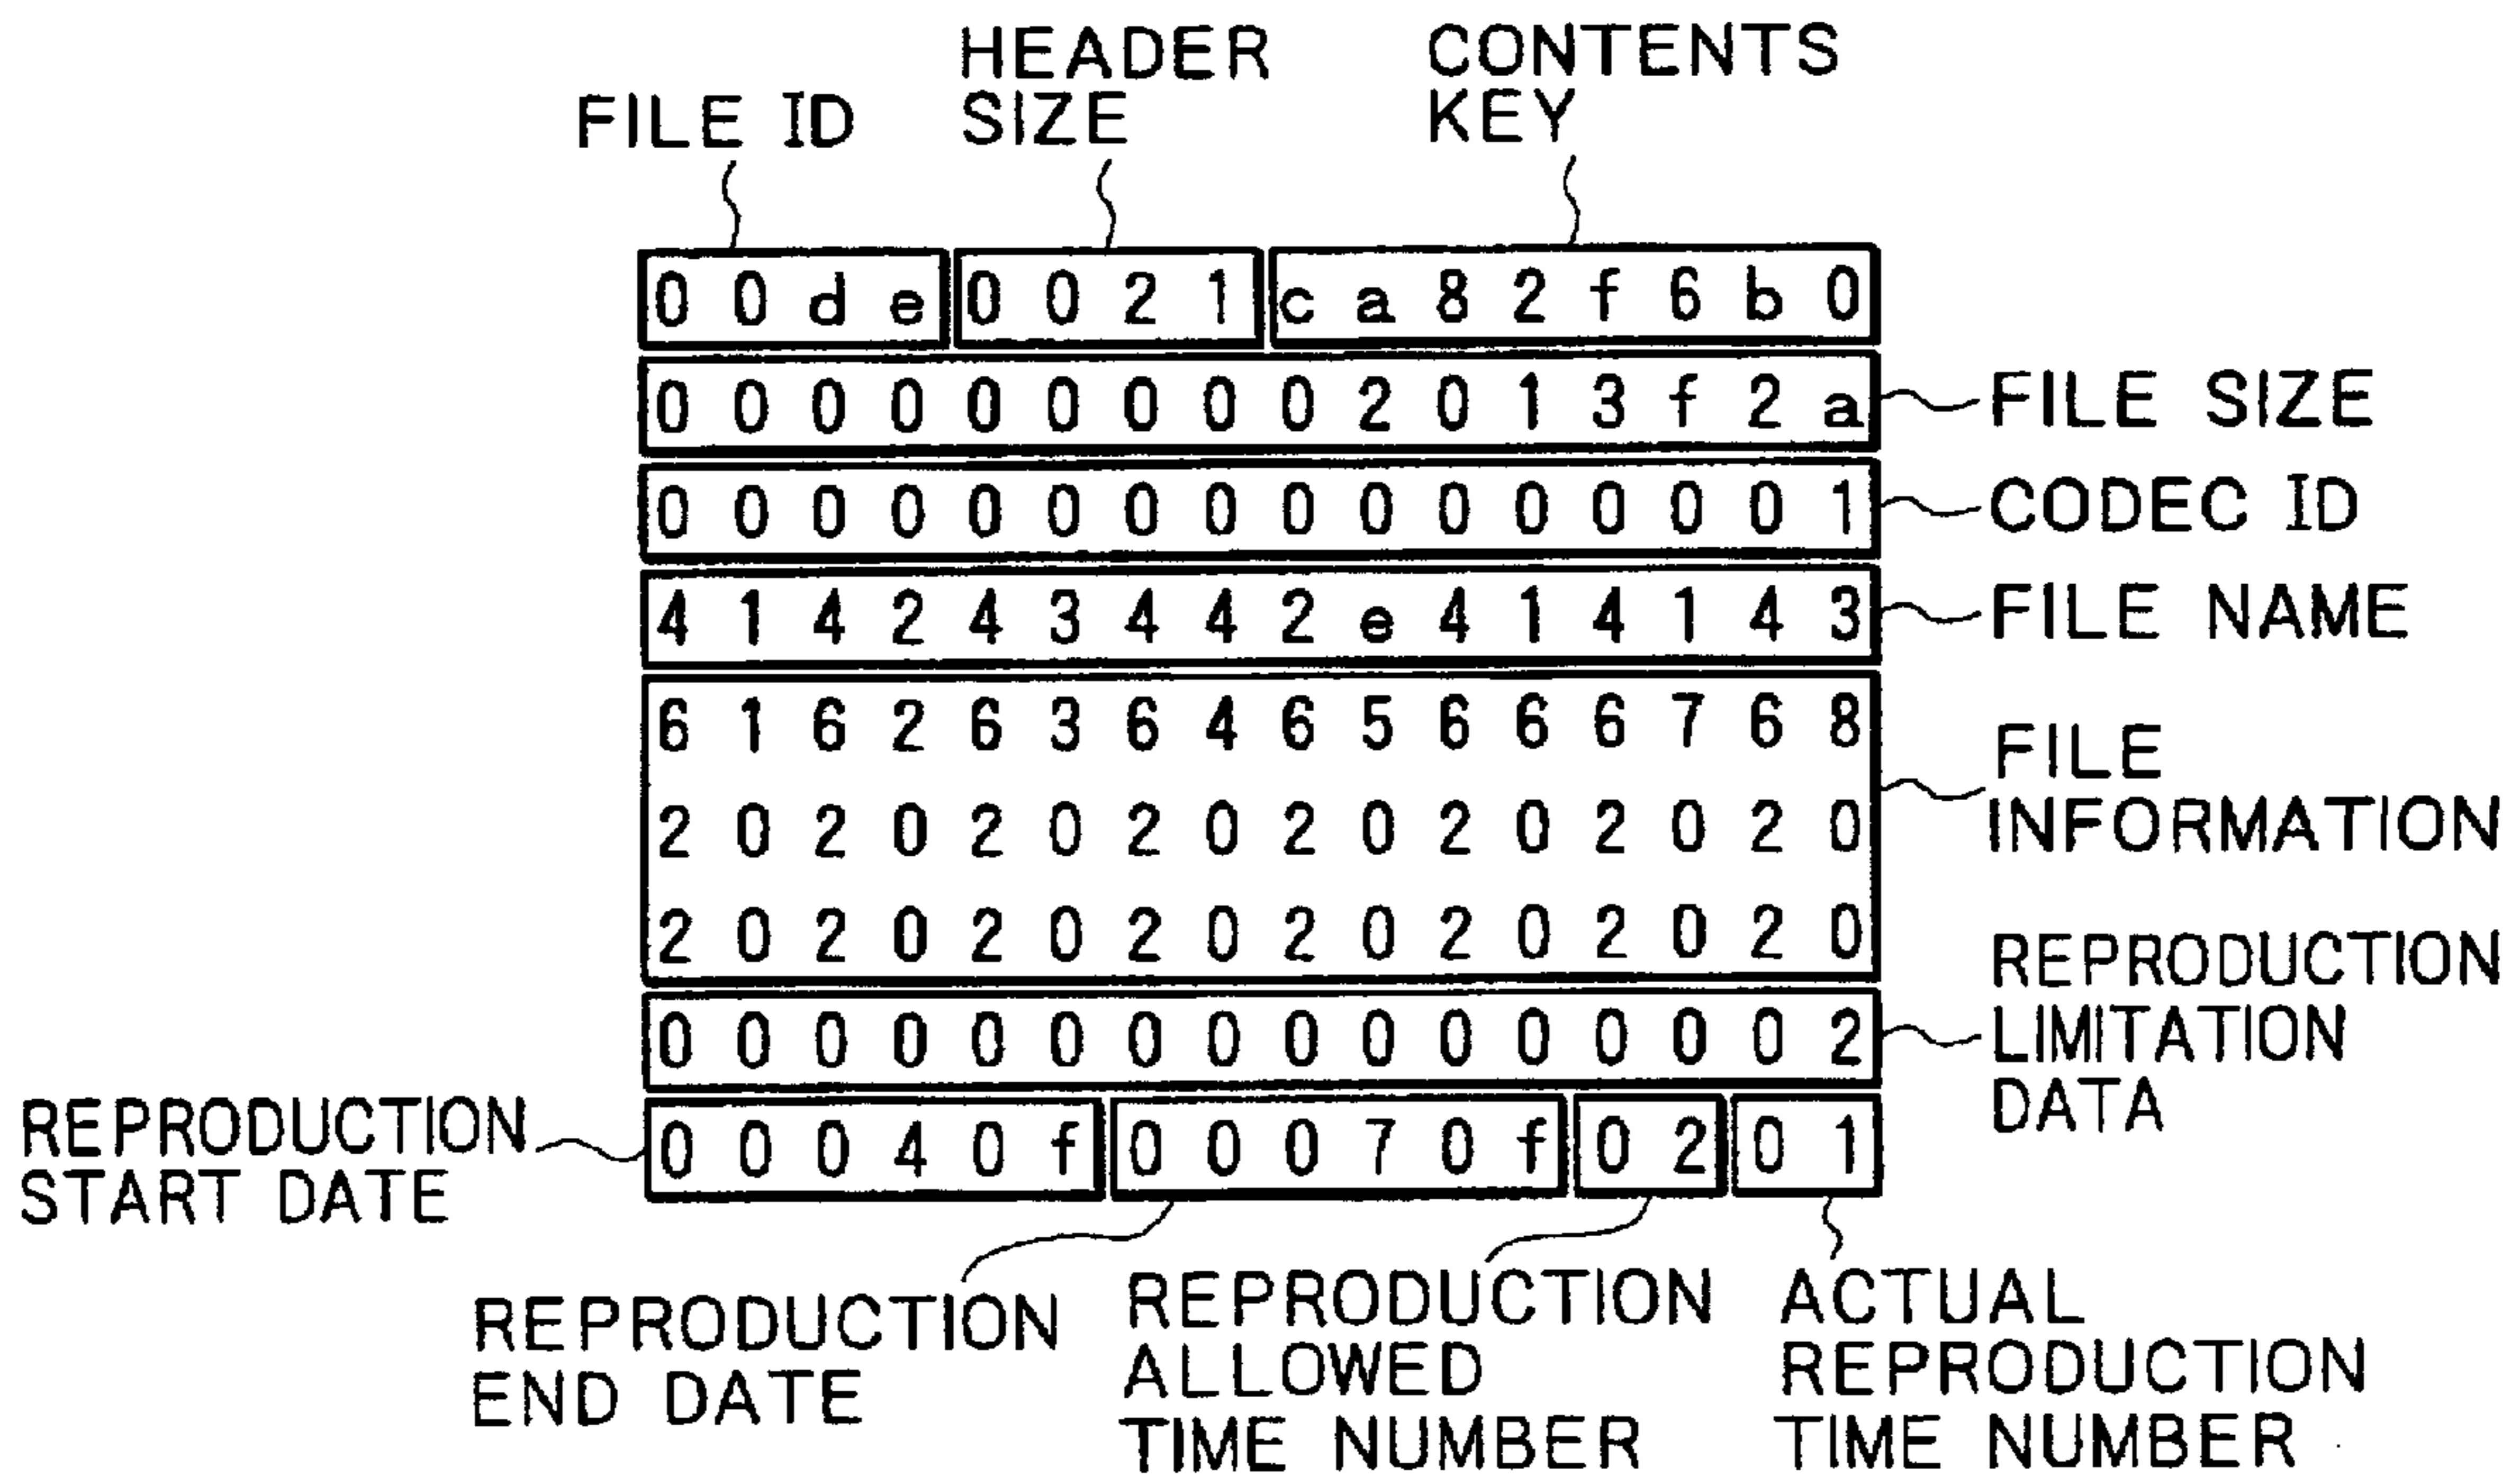 HEADER
SIZE
CONTENTS
KEY
FILE ID
0 0 d e 0 0 2 1 c a 8 2 f 6 b 0
0 0 0 0 0 0 0 0 0 2 0 1 3 f 2 a
FILE SIZE
0 0 0 0 0 0 0 0 0 0 0 0 0 0 0 1
CODEC ID
4 1 4 2 4 3 4 4 2 e 4 1 4 1 4 3
FILE NAME
6 1 6 2 6 3 6 4 6 5 6 6 6 7 6 8
2 0 2 0 2 0 2 0 2 0 2 0 2 0 2 0
2 0 2 0 2 0 2 0 2 0 2 0 2 0 2 0
FILE
INFORMATION
0 0 0 0 0 0 0 0 0 0 0 0 0 0 0 2
REPRODUCTION
LIMITATION
DATA
REPRODUCTION
START DATE
0 0 0 4 0 f 0 0 0 7 0 f 0 2 0 1
REPRODUCTION
END DATE
REPRODUCTION
ALLOWED
TIME NUMBER
ACTUAL
REPRODUCTION
TIME NUMBER